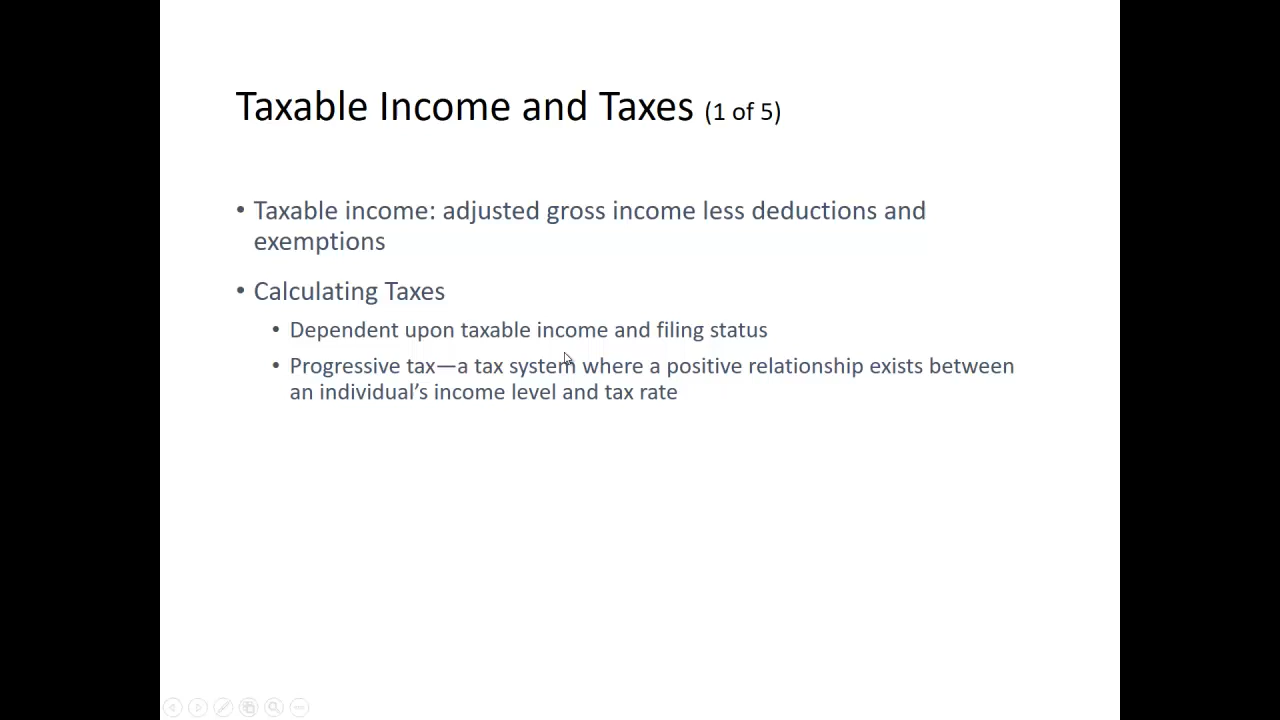 Taxable Income and Taxes (1 of 5)
• Taxable income: adjusted gross income less deductions and
exemptions
• Calculating Taxes
• Dependent upon taxable income and filing status
• Progressive tax—a tax system where a positive relationship exists between
an individual’s income level and tax rate